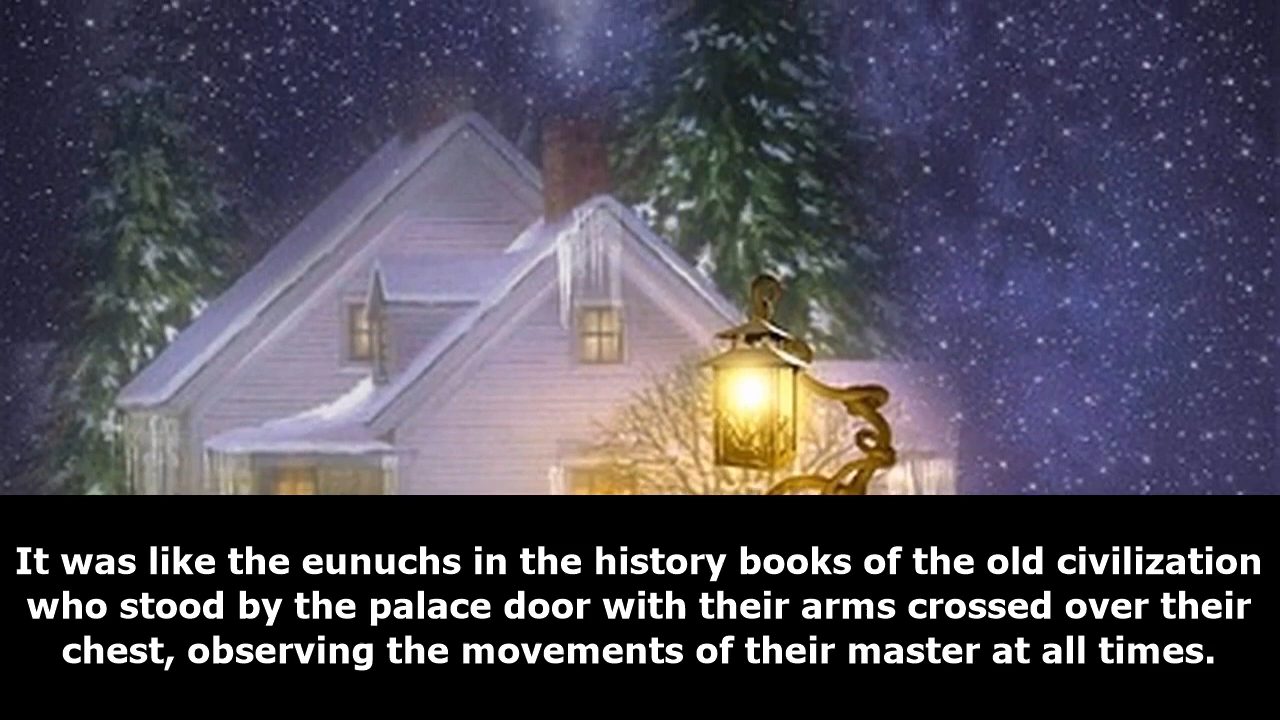 It was like the eunuchs in the history books of the old civilization
who stood by the palace door with their arms crossed over their
chest, observing the movements of their master at all times.